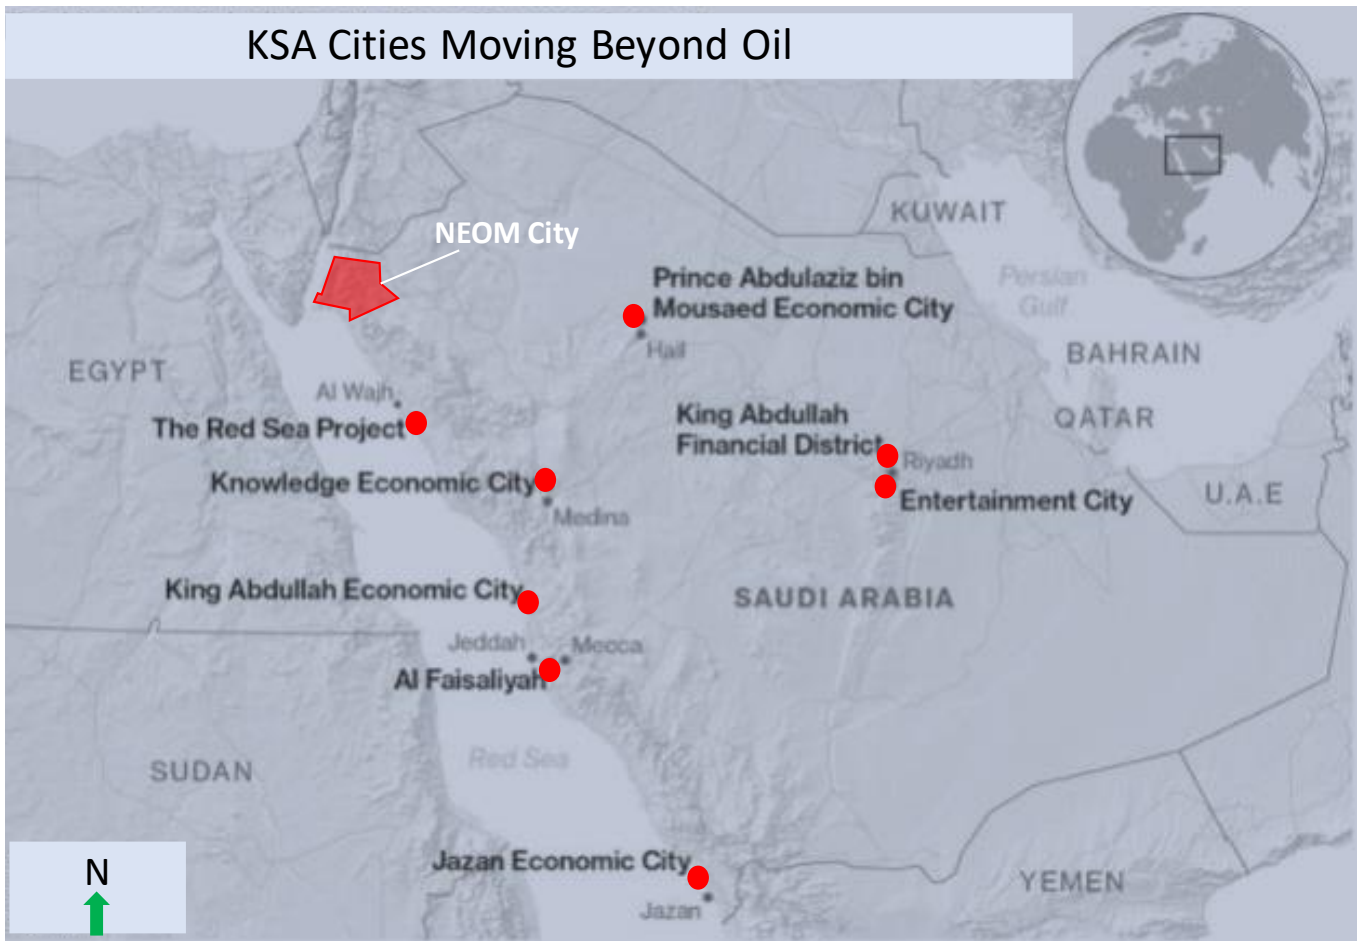 KSA Cities Moving Beyond Oil
KUWAIT
NEOM City
Persian
Gulf
Prince Abdulaziz bin
Mousaed Economic City
Hail
BAHRAIN
EGYPT
Al Wajh
The Red Sea Project
King Abdullah
Financial District
QATAR
Riyadh
Knowledge Economic City
Entertainment City
U.A.E
Medina
King Abdullah Economic City
SAUDI ARABIA
Jeddah
Mecca
Al Faisaliyah
Red Sea
SUDAN
Jazan Economic City
N
YEMEN
Jazan